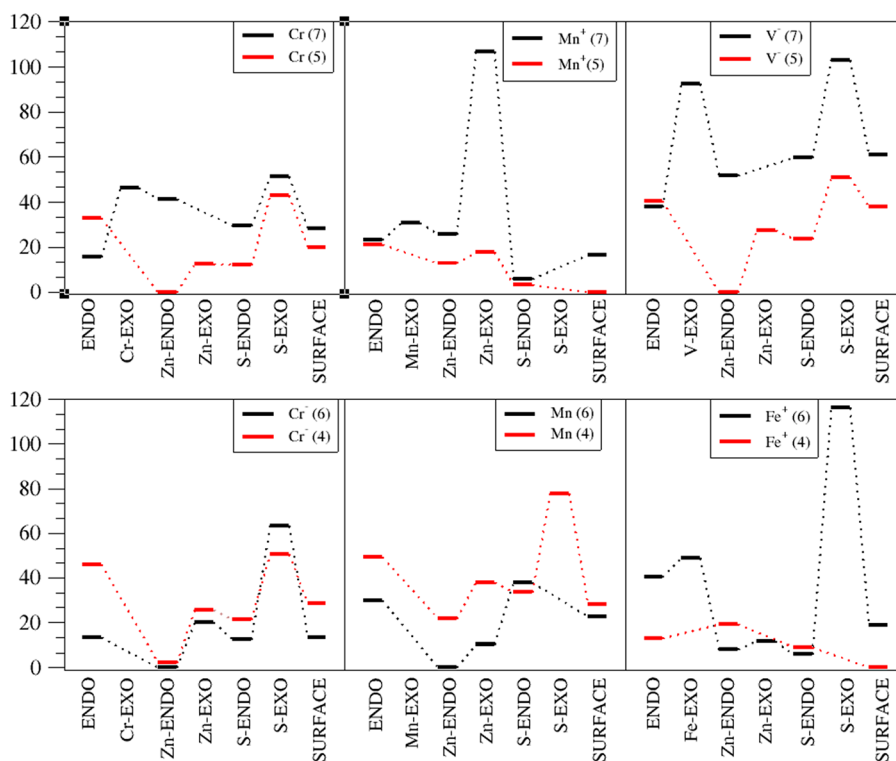 120
100
80
60
40
20
0
Cr (7)
Cr (5)
Mn⁺ (7)
Mn⁺ (5)
V⁻ (7)
V⁻ (5)
ENDO
Cr-EXO
Zn-ENDO
Zn-EXO
S-ENDO
S-EXO
SURFACE
ENDO
Mn-EXO
Zn-ENDO
Zn-EXO
S-ENDO
S-EXO
SURFACE
ENDO
V-EXO
Zn-ENDO
Zn-EXO
S-ENDO
S-EXO
SURFACE
120
100
80
60
40
20
0
Cr⁻ (6)
Cr⁻ (4)
Mn (6)
Mn (4)
Fe⁺ (6)
Fe⁺ (4)
ENDO
Cr-EXO
Zn-ENDO
Zn-EXO
S-ENDO
S-EXO
SURFACE
ENDO
Mn-EXO
Zn-ENDO
Zn-EXO
S-ENDO
S-EXO
SURFACE
ENDO
Fe-EXO
Zn-ENDO
Zn-EXO
S-ENDO
S-EXO
SURFACE